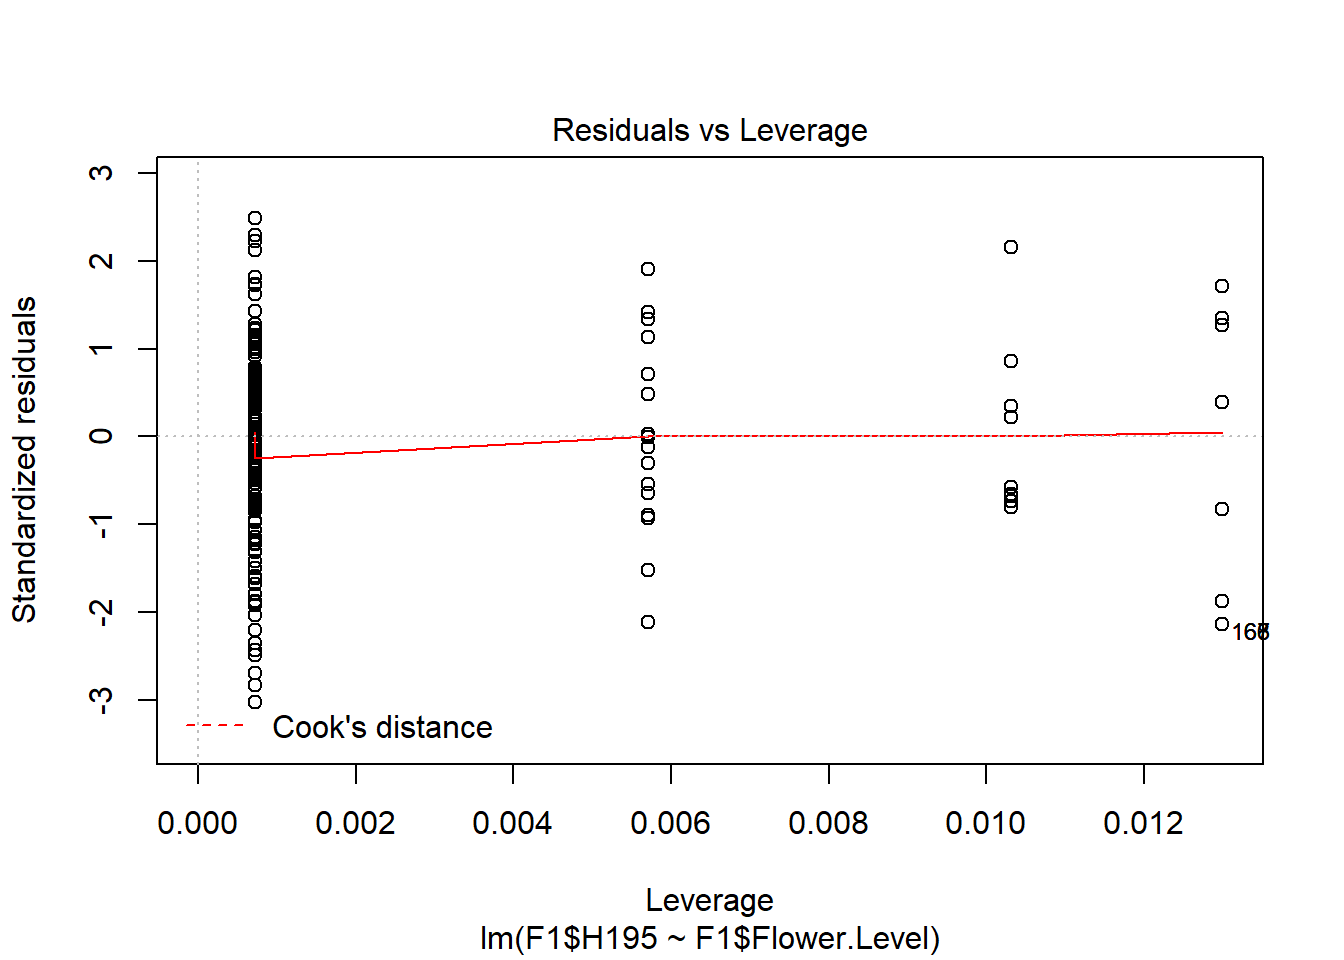 Residuals vs Leverage
Standardized residuals
3
2
1
0
-1
-2
-3
Cook's distance
0.000 0.002 0.004 0.006 0.008 0.010 0.012
Leverage
lm(F1$H195 ~ F1$Flower.Level)